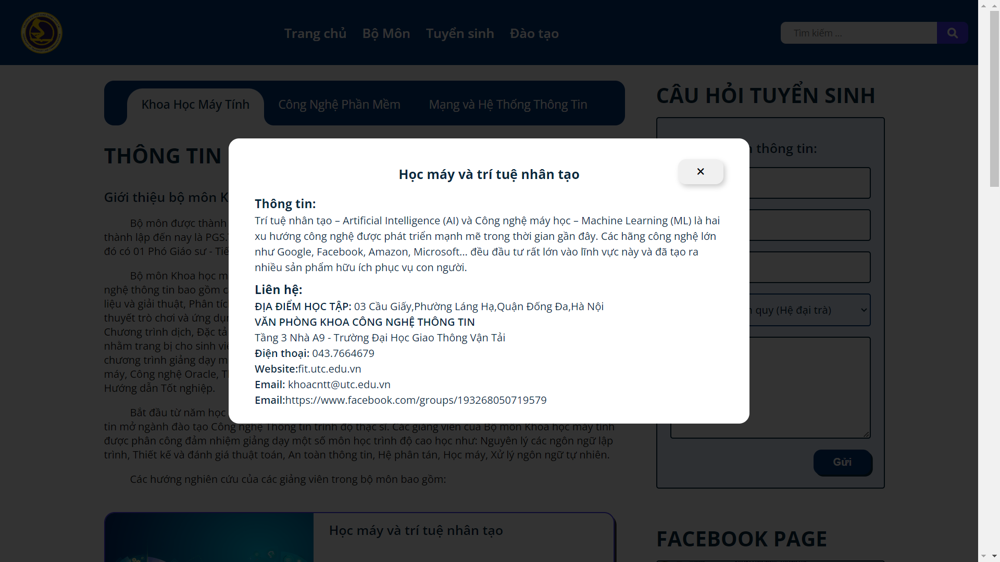 Trang chủ Bộ Môn Tuyển sinh Đào tạo
Tìm kiếm ...
Khoa Học Máy Tính Công Nghệ Phần Mềm Mạng và Hệ Thống Thông Tin
CÂU HỎI TUYỂN SINH
THÔNG TIN
thông tin:
Học máy và trí tuệ nhân tạo
×
Thông tin:
Trí tuệ nhân tạo – Artificial Intelligence (AI) và Công nghệ máy học – Machine Learning (ML) là hai
xu hướng công nghệ được phát triển mạnh mẽ trong thời gian gần đây. Các hãng công nghệ lớn
như Google, Facebook, Amazon, Microsoft... đều đầu tư rất lớn vào lĩnh vực này và đã tạo ra
nhiều sản phẩm hữu ích phục vụ con người.
Liên hệ:
ĐỊA ĐIỂM HỌC TẬP: 03 Cầu Giấy,Phường Láng Hạ,Quận Đống Đa,Hà Nội
VĂN PHÒNG KHOA CÔNG NGHỆ THÔNG TIN
Tầng 3 Nhà A9 - Trường Đại Học Giao Thông Vận Tải
Điện thoại: 043.7664679
Website:fit.utc.edu.vn
Email: khoacntt@utc.edu.vn
Email:https://www.facebook.com/groups/193268050719579
Giới thiệu bộ môn K
Bộ môn được thành
thành lập đến nay là PGS.
đó có 01 Phó Giáo sư - Tiế
Bộ môn Khoa học m
nghệ thông tin bao gồm c
liệu và giải thuật, Phân tíc
thuyết trò chơi và ứng dụ
Chương trình dịch, Đặc tả
nhằm trang bị cho sinh viê
chương trình giảng dạy m
máy, Công nghệ Oracle, T
Hướng dẫn Tốt nghiệp.
Bắt đầu từ năm học
tin mở ngành đào tạo Công nghệ Thông tin trình độ thạc sĩ. Các giảng viên của Bộ môn Khoa học máy tính
được phân công đảm nhiệm giảng dạy một số môn học trình độ cao học như: Nguyên lý các ngôn ngữ lập
trình, Thiết kế và đánh giá thuật toán, An toàn thông tin, Hệ phân tán, Học máy, Xử lý ngôn ngữ tự nhiên.
Các hướng nghiên cứu của các giảng viên trong bộ môn bao gồm:
quy (Hệ đại trà)
Gửi
Học máy và trí tuệ nhân tạo
FACEBOOK PAGE